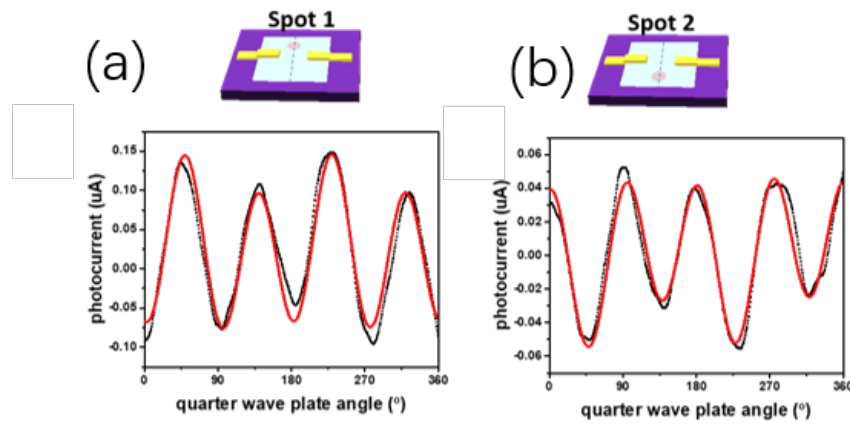 Spot 1
(a)
0.15
0.10
0.05
0.00
-0.05
-0.10
photocurrent (uA)
0 90 180 270 360
quarter wave plate angle (º)
Spot 2
(b)
0.06
0.04
0.02
0.00
-0.02
-0.04
-0.06
photocurrent (uA)
0 90 180 270 360
quarter wave plate angle (º)